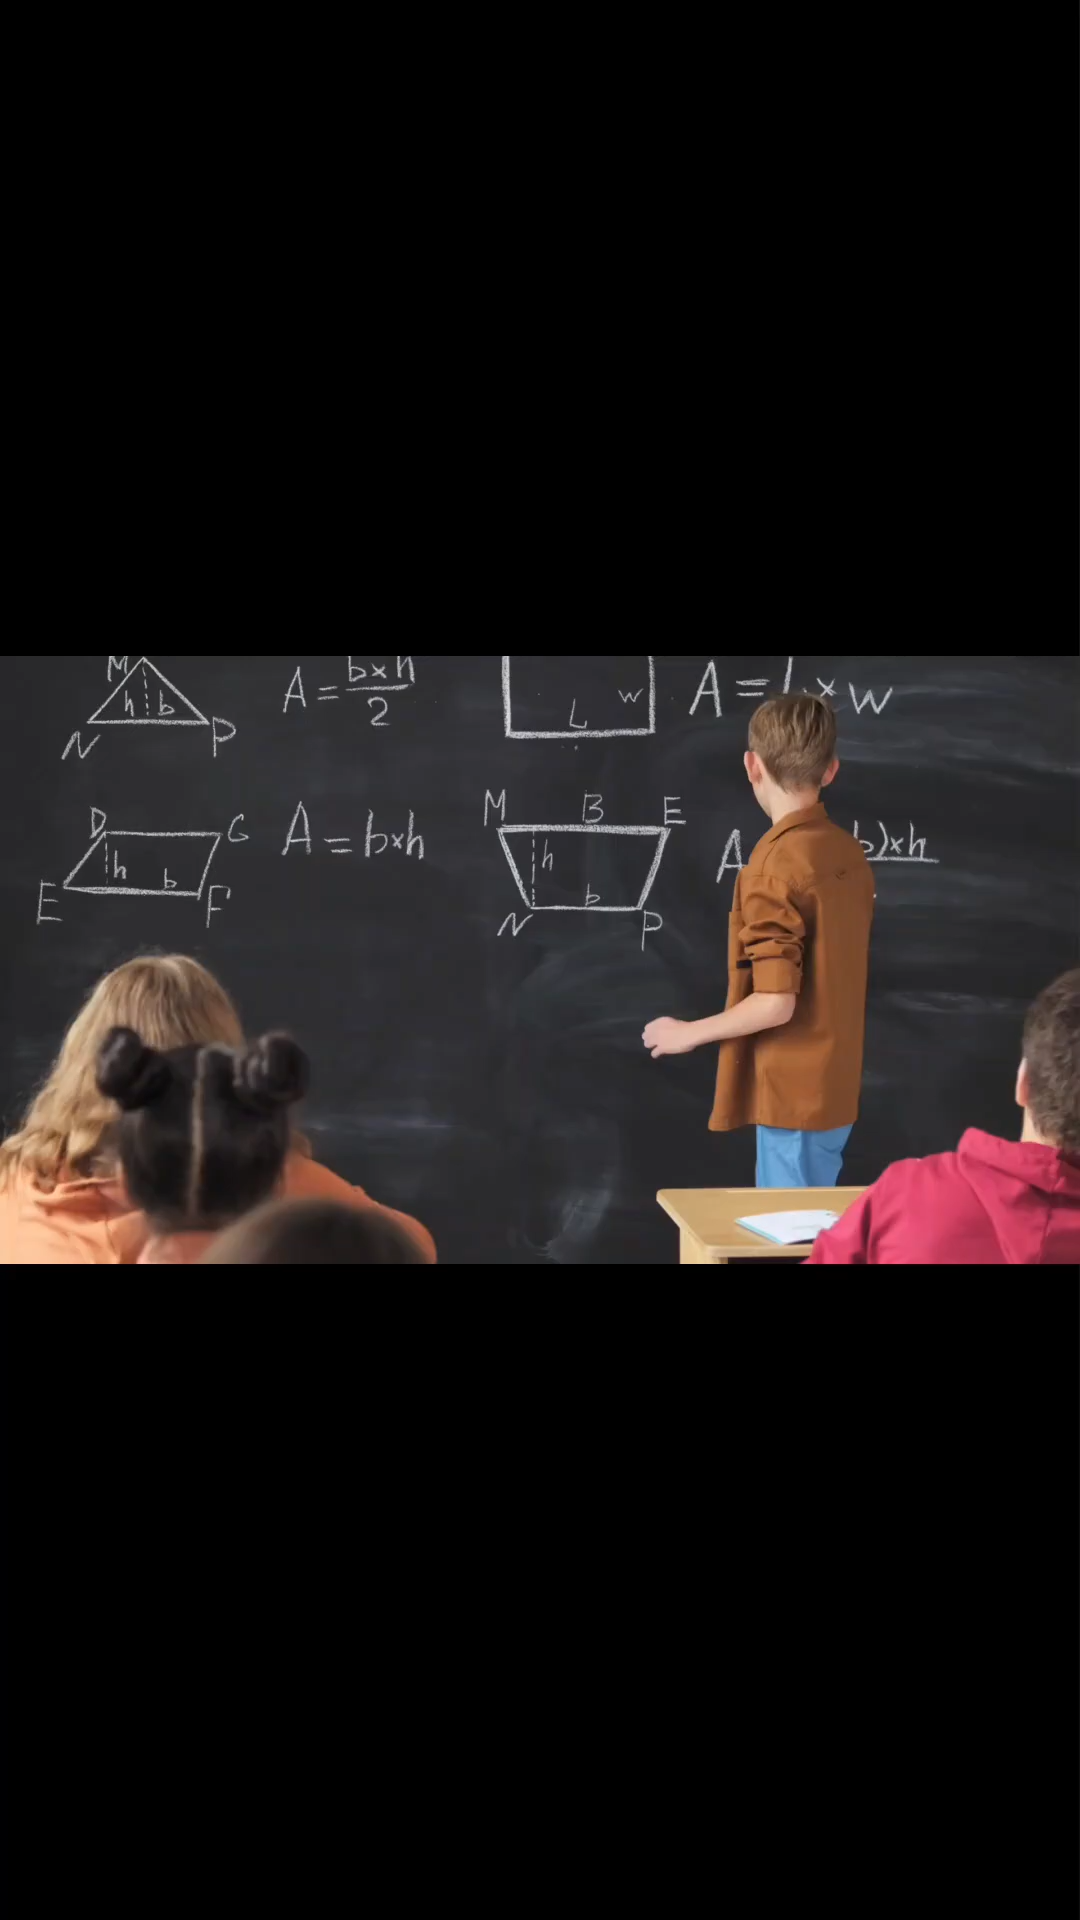 M
h b
N P
A = b×h
2
L
w
A = L×w
D G
h
b
E F
A = b×h
M B E
h
b
N P
A
b)×h